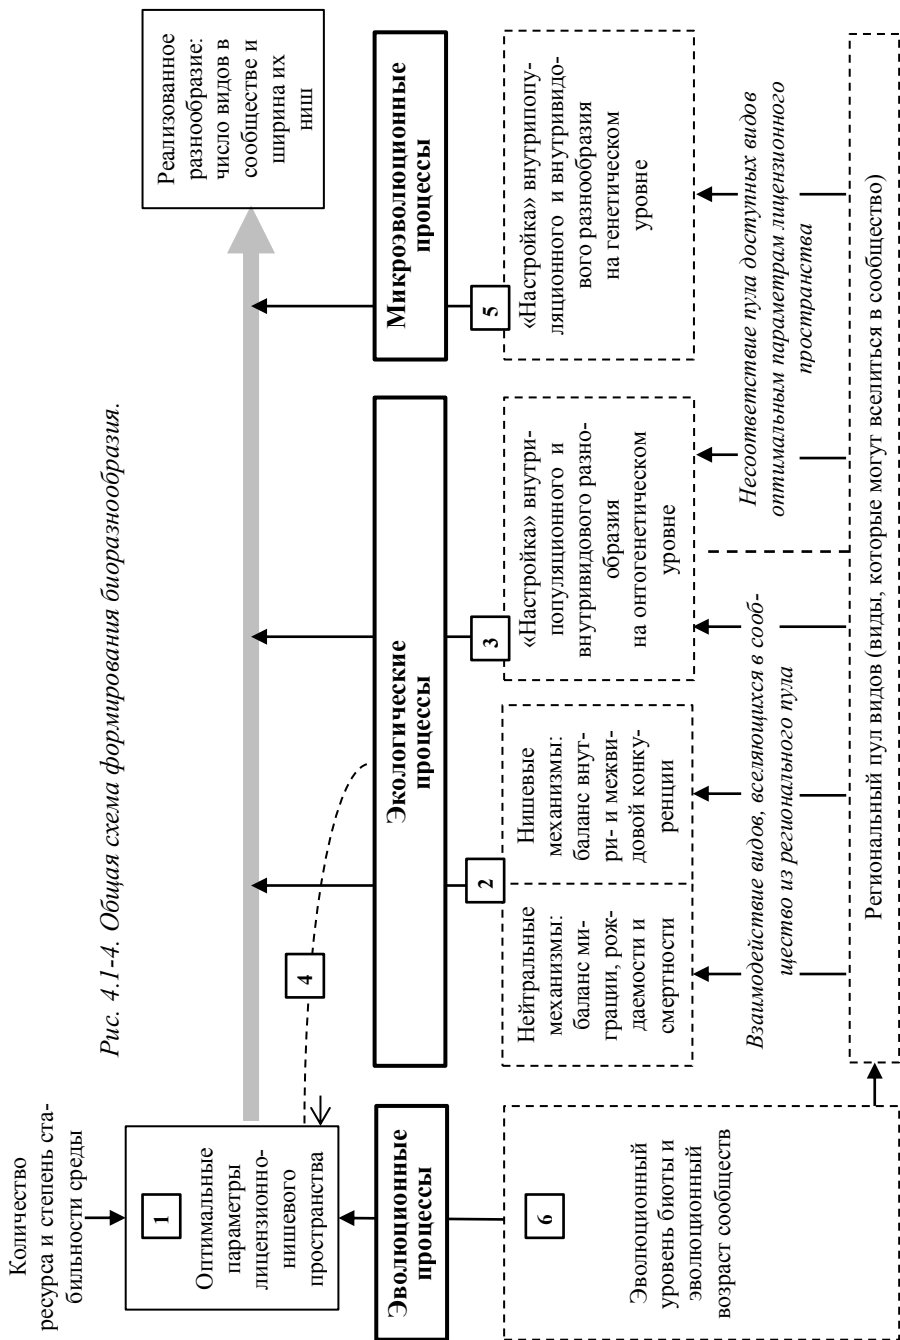 Рис. 4.1-4. Общая схема формирования биоразнообразия.
Количество
ресурса и степень ста-
бильности среды
1
Оптимальные
параметры
лицензионно-
нишевого
пространства
4
Реализованное
разнообразие:
число видов в
сообществе и
ширина их
ниш
Эволюционные
процессы
Экологические
процессы
Микроэволюционные
процессы
6
Эволюционный
уровень биоты и
эволюционный
возраст сообществ
2
Нейтральные
механизмы:
баланс ми-
грации, рож-
даемости и
смертности
Нишевые
механизмы:
баланс внут-
ри- и межви-
довой конку-
ренции
3
«Настройка» внутри-
популяционного и
внутривидового разно-
образия
на онтогенетическом
уровне
5
«Настройка» внутрипопу-
ляционного и внутривидо-
вого разнообразия
на генетическом
уровне
Взаимодействие видов, вселяющихся в сооб-
щество из регионального пула
Несоответствие пула доступных видов
оптимальным параметрам лицензионного
пространства
Региональный пул видов (виды, которые могут вселиться в сообщество)